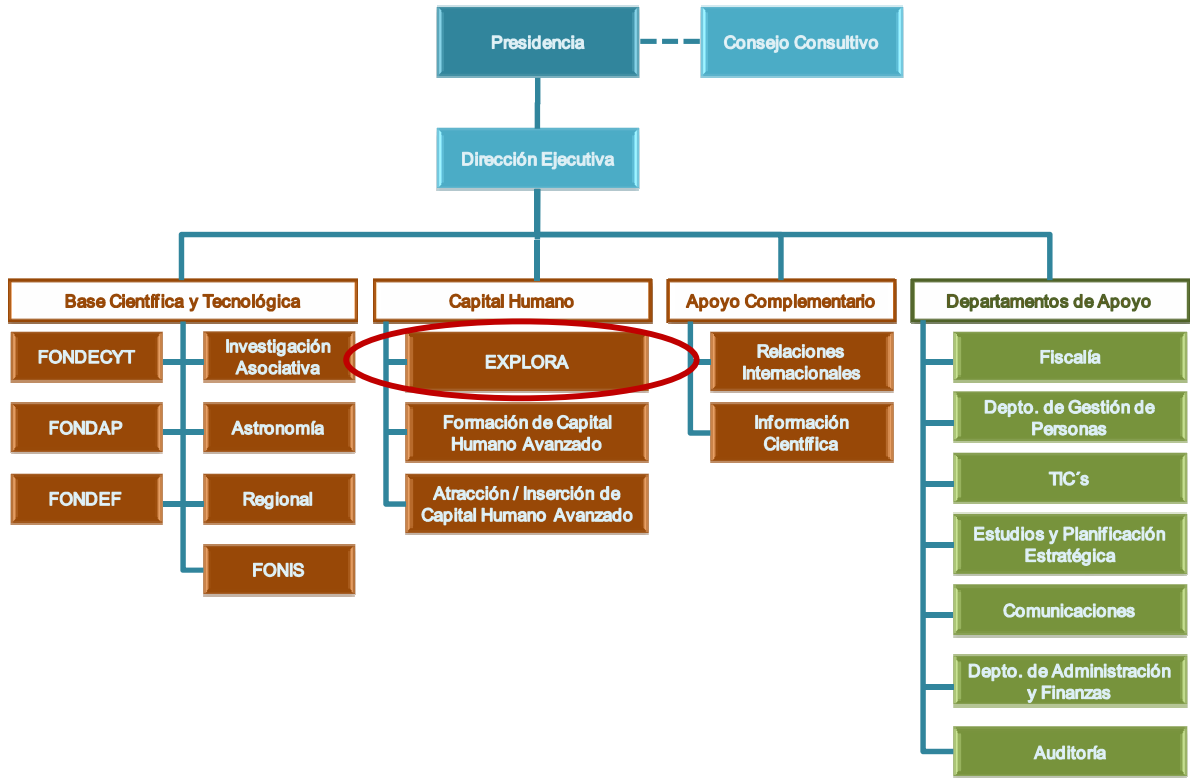 Presidencia
Consejo Consultivo
Dirección Ejecutiva
Base Científica y Tecnológica
FONDECYT
Investigación
Asociativa
FONDAP
Astronomía
FONDEF
Regional
FONIS
Capital Humano
EXPLORA
Formación de Capital
Humano Avanzado
Atracción / Inserción de
Capital Humano Avanzado
Apoyo Complementario
Relaciones
Internacionales
Información
Científica
Departamentos de Apoyo
Fiscalía
Depto. de Gestión de
Personas
TIC´s
Estudios y Planificación
Estratégica
Comunicaciones
Depto. de Administración
y Finanzas
Auditoría